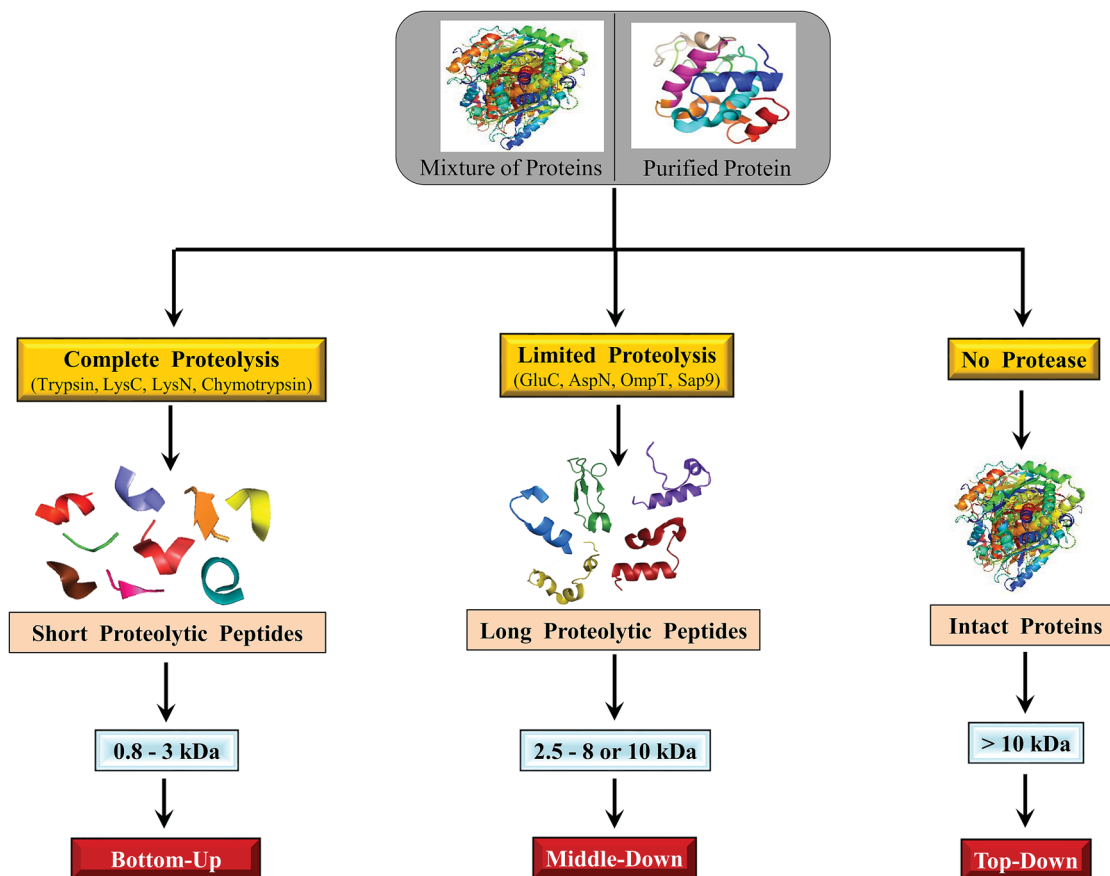 Mixture of Proteins
Purified Protein
Complete Proteolysis
(Trypsin, LysC, LysN, Chymotrypsin)
Limited Proteolysis
(GluC, AspN, OmpT, Sap9)
No Protease
Short Proteolytic Peptides
Long Proteolytic Peptides
Intact Proteins
0.8 - 3 kDa
2.5 - 8 or 10 kDa
> 10 kDa
Bottom-Up
Middle-Down
Top-Down